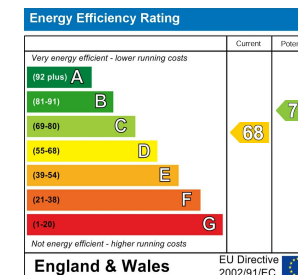 Energy Efficiency Rating
Current
Very energy efficient - lower running costs
(92 plus) A
(81-91) B
(69-80) C
(55-68) D
(39-54) E
(21-38) F
(1-20) G
68
7
Not energy efficient - higher running costs
England & Wales
EU Directive
2002/91/EC